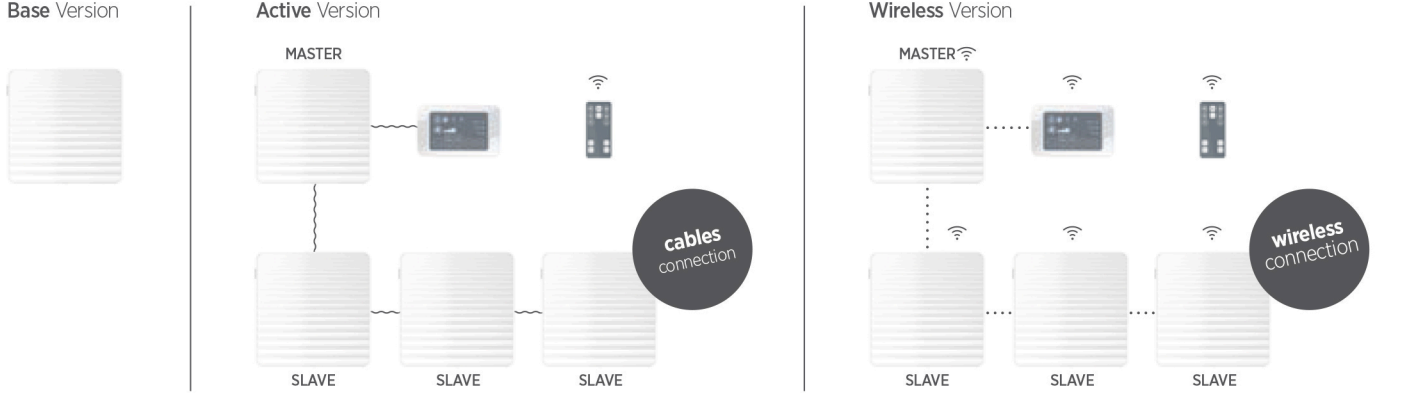 Base Version
Active Version
MASTER
cables
connection
SLAVE
SLAVE
SLAVE
Wireless Version
MASTER
wireless
connection
SLAVE
SLAVE
SLAVE